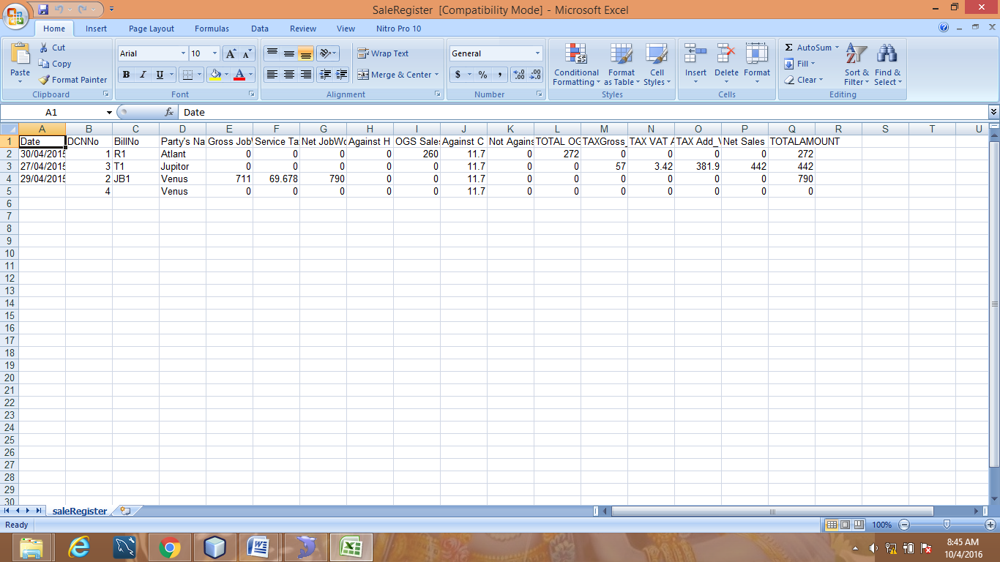 SaleRegister [Compatibility Mode] - Microsoft Excel
Home Insert Page Layout Formulas Data Review View Nitro Pro 10
Paste Cut Copy Format Painter Clipboard
Arial 10 B I U A A A Font
Wrap Text Merge & Center Alignment
General $ % , Number
Conditional Formatting Format as Table Cell Styles Styles
Insert Delete Format Cells
Σ AutoSum Fill Clear Sort & Filter Find & Select Editing
A1 fx Date
A B C D E F G H I J K L M N O P Q R S T U
1 Date DCNNo BillNo Party's Na Gross Job Service Ta Net JobWo Against H OGS Sale Against C Not Agains TOTAL OG TAXGross_ TAX VAT A TAX Add_V Net Sales TOTALAMOUNT
2 30/04/2015 1 R1 Atlant 0 0 0 0 260 11.7 0 272 0 0 0 0 272
3 27/04/2015 3 T1 Jupitor 0 0 0 0 0 11.7 0 0 57 3.42 381.9 442 442
4 29/04/2015 2 JB1 Venus 711 69.678 790 0 0 11.7 0 0 0 0 0 0 790
5 4 Venus 0 0 0 0 0 11.7 0 0 0 0 0 0 0
6
7
8
9
10
11
12
13
14
15
16
17
18
19
20
21
22
23
24
25
26
27
28
29
30
saleRegister
Ready 100%
8:45 AM
10/4/2016